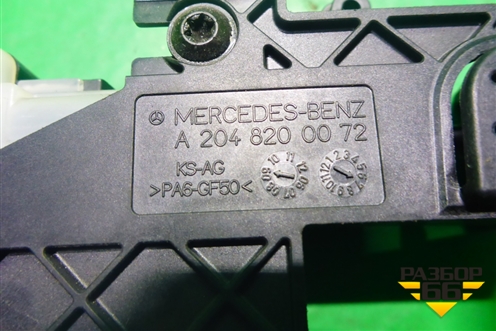 MERCEDES-BENZ
A 204 820 00 72
KS-AG
>PA6-GF50<
РАЗБОР
66